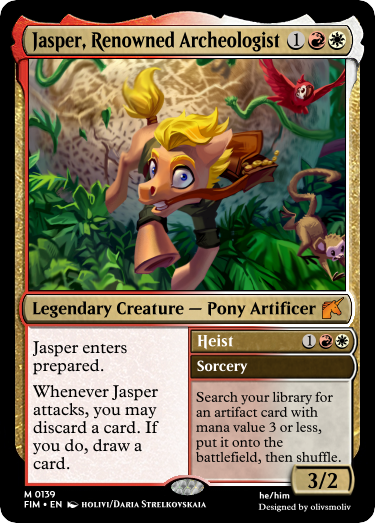 Jasper, Renowned Archeologist 1
Legendary Creature — Pony Artificer
Jasper enters
prepared.
Whenever Jasper
attacks, you may
discard a card. If
you do, draw a
card.
Heist 1
Sorcery
Search your library for
an artifact card with
mana value 3 or less,
put it onto the
battlefield, then shuffle.
3/2
M 0139
FIM • EN HOLIVI/DARIA STRELKOVSKAIA
he/him
Designed by olivsmoliv